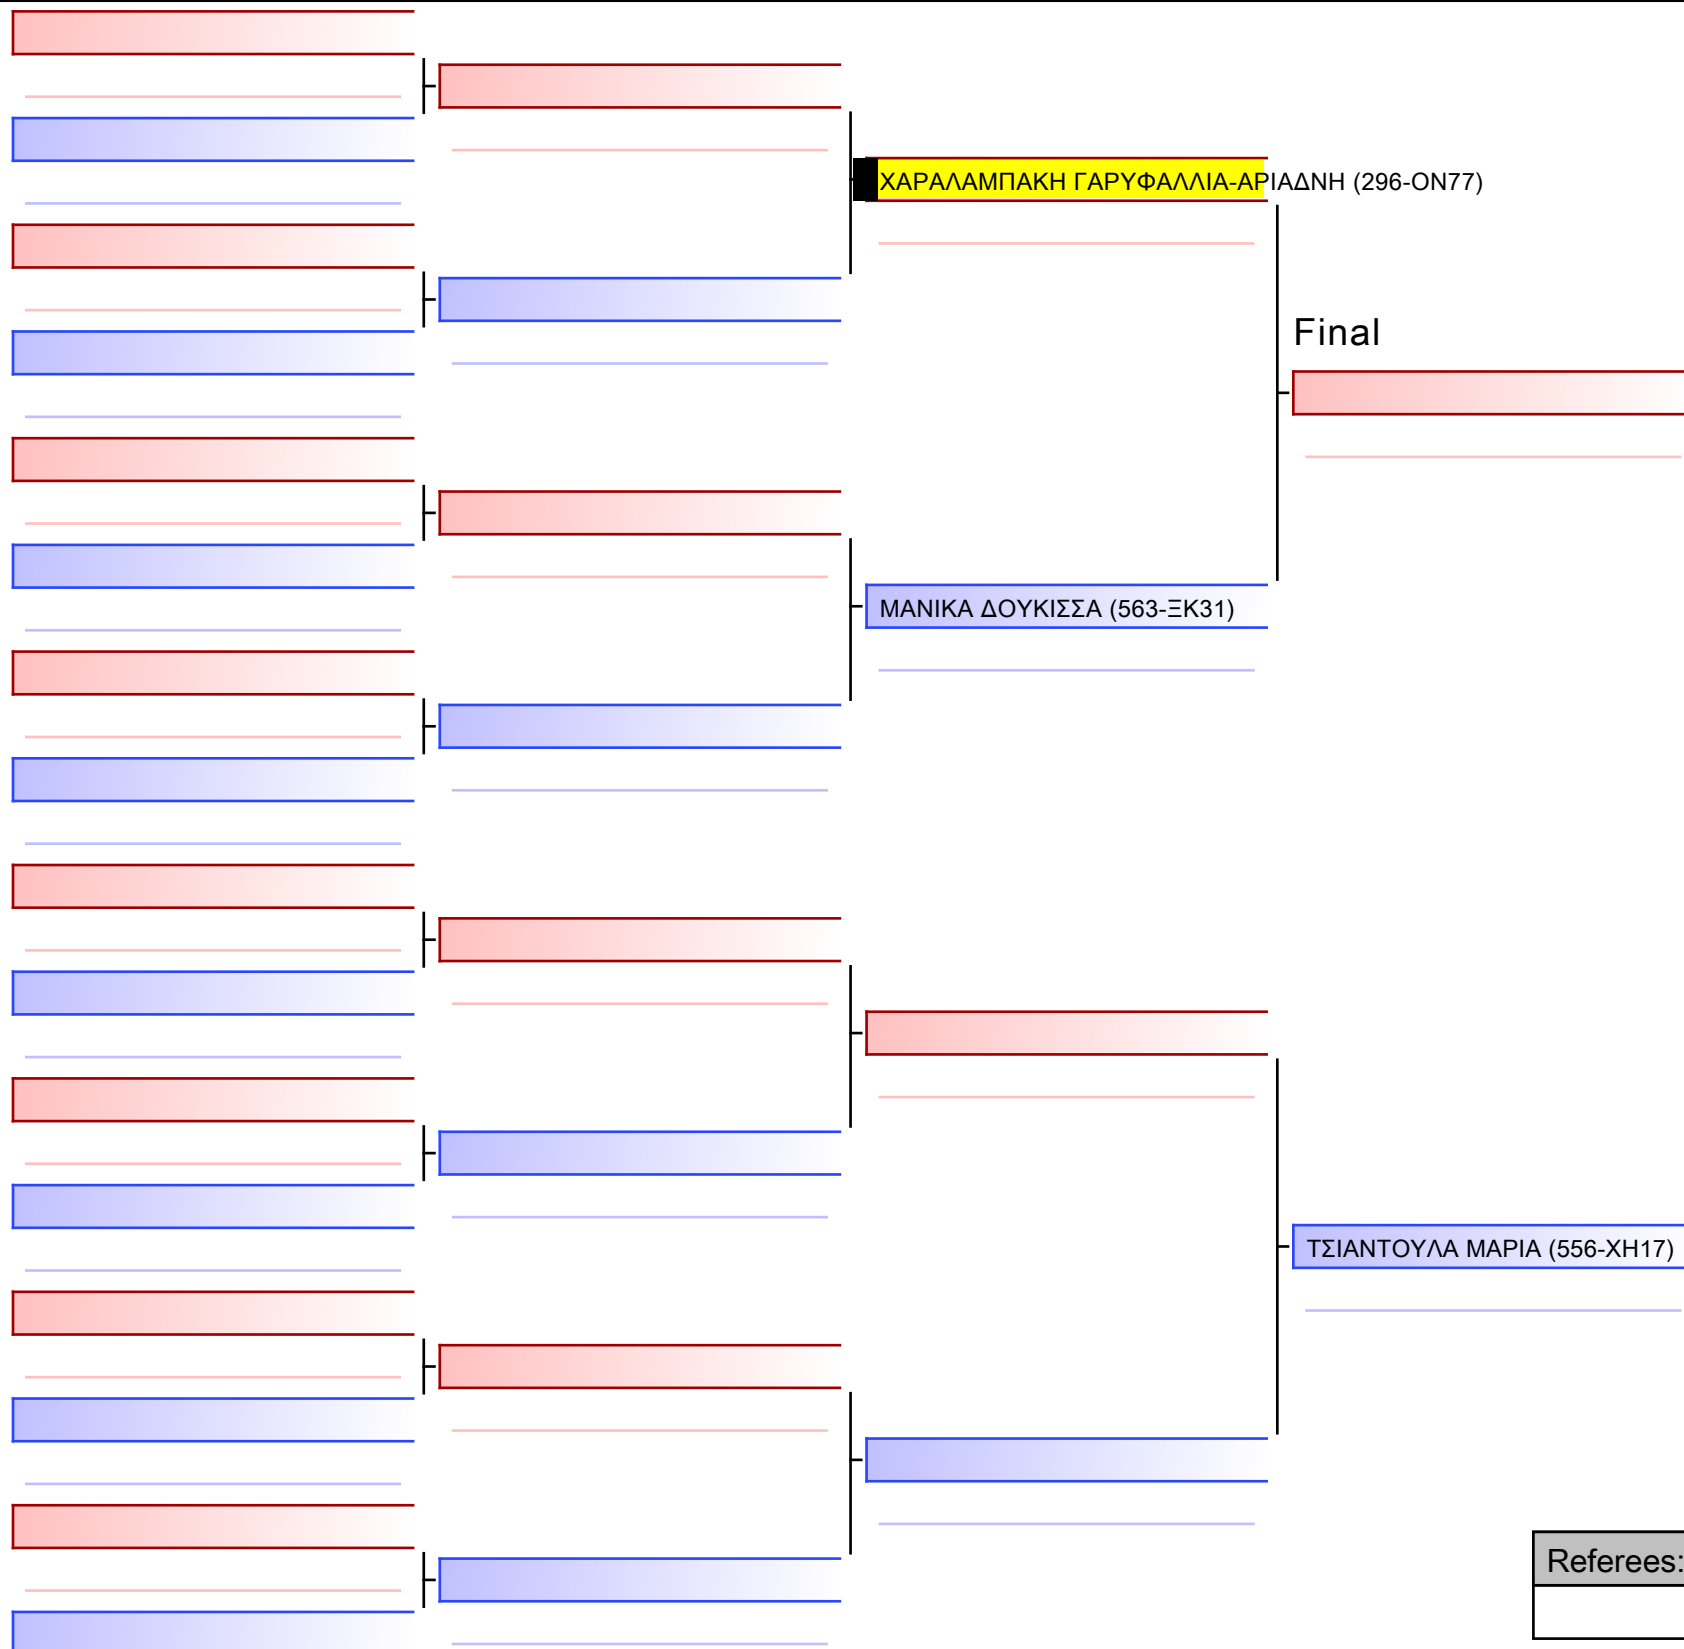 ΧΑΡΑΛΑΜΠΑΚΗ ΓΑΡΥΦΑΛΛΙΑ-ΑΡΙΑΔΝΗ (296-ΟΝ77)
Final
ΜΑΝΙΚΑ ΔΟΥΚΙΣΣΑ (563-ΞΚ31)
ΤΣΙΑΝΤΟΥΛΑ ΜΑΡΙΑ (556-ΧΗ17)
Referees: